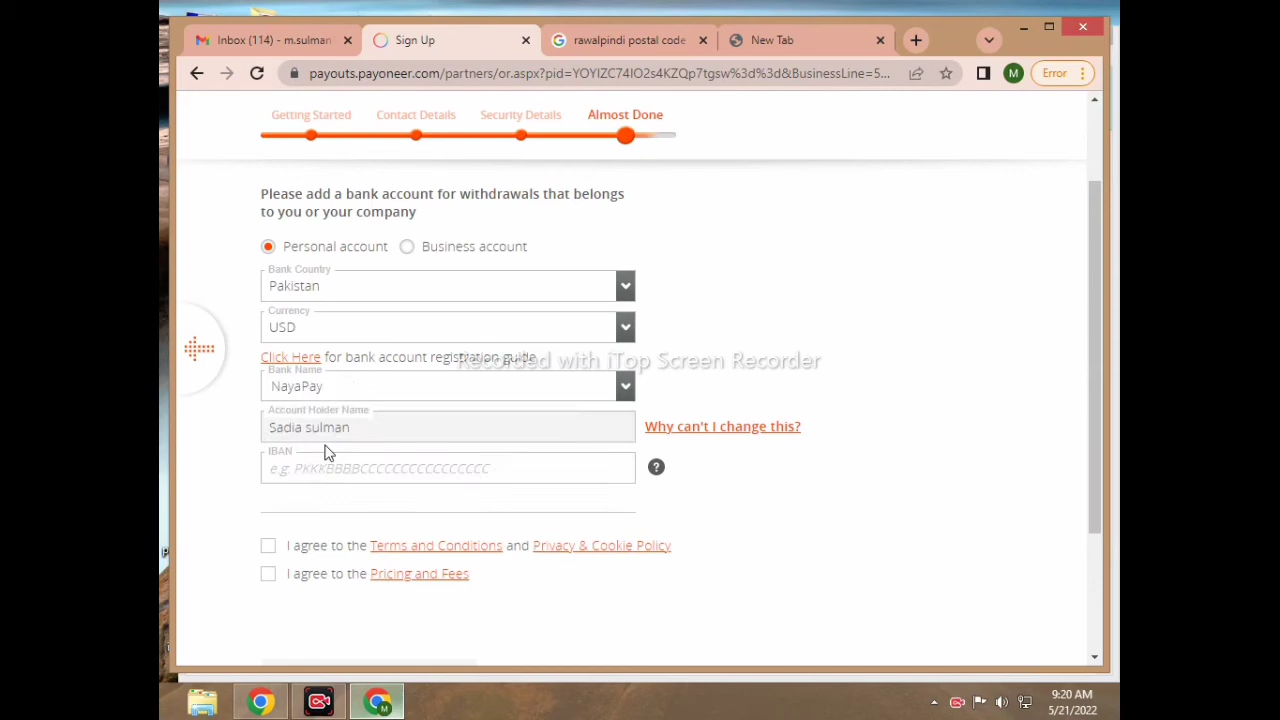 Inbox (114) - m.sulman
Sign Up
rawalpindi postal code
New Tab
payouts.payoneer.com/partners/or.aspx?pid=YOYIZC74IO2s4KZQp7tgsw%3d%3d&BusinessLine=5...
M
Error
Getting Started
Contact Details
Security Details
Almost Done
Please add a bank account for withdrawals that belongs
to you or your company
Personal account
Business account
Bank Country
Pakistan
Currency
USD
Click Here for bank account registration guide
Recorded with iTop Screen Recorder
Bank Name
NayaPay
Account Holder Name
Sadia sulman
Why can't I change this?
IBAN
e.g: PKKKBBBBCCCCCCCCCCCCCCCC
?
I agree to the Terms and Conditions and Privacy & Cookie Policy
I agree to the Pricing and Fees
9:20 AM
5/21/2022